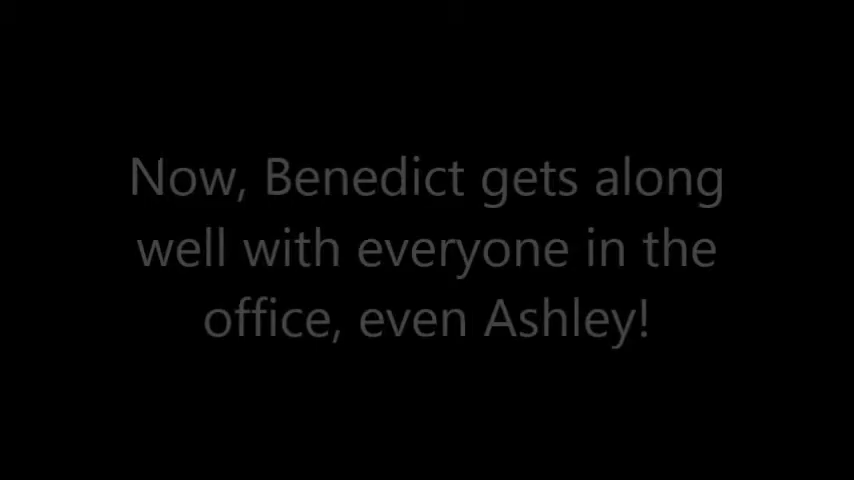 Now, Benedict gets along
well with everyone in the
office, even Ashley!